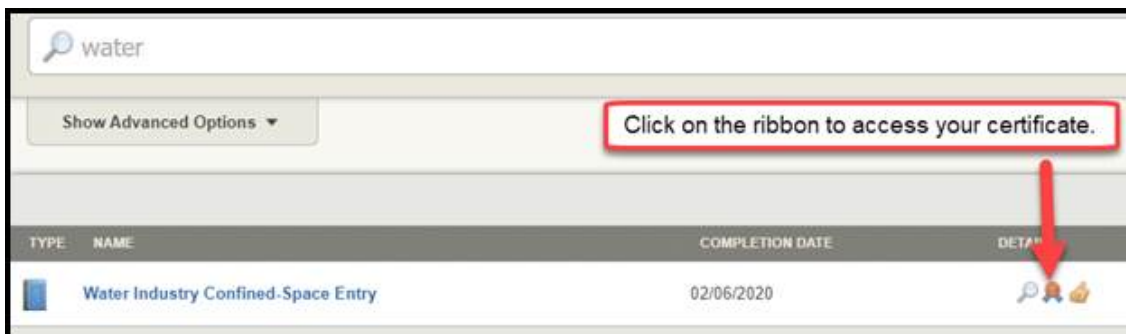 water
Show Advanced Options
Click on the ribbon to access your certificate.
TYPE NAME COMPLETION DATE
Water Industry Confined-Space Entry 02/06/2020